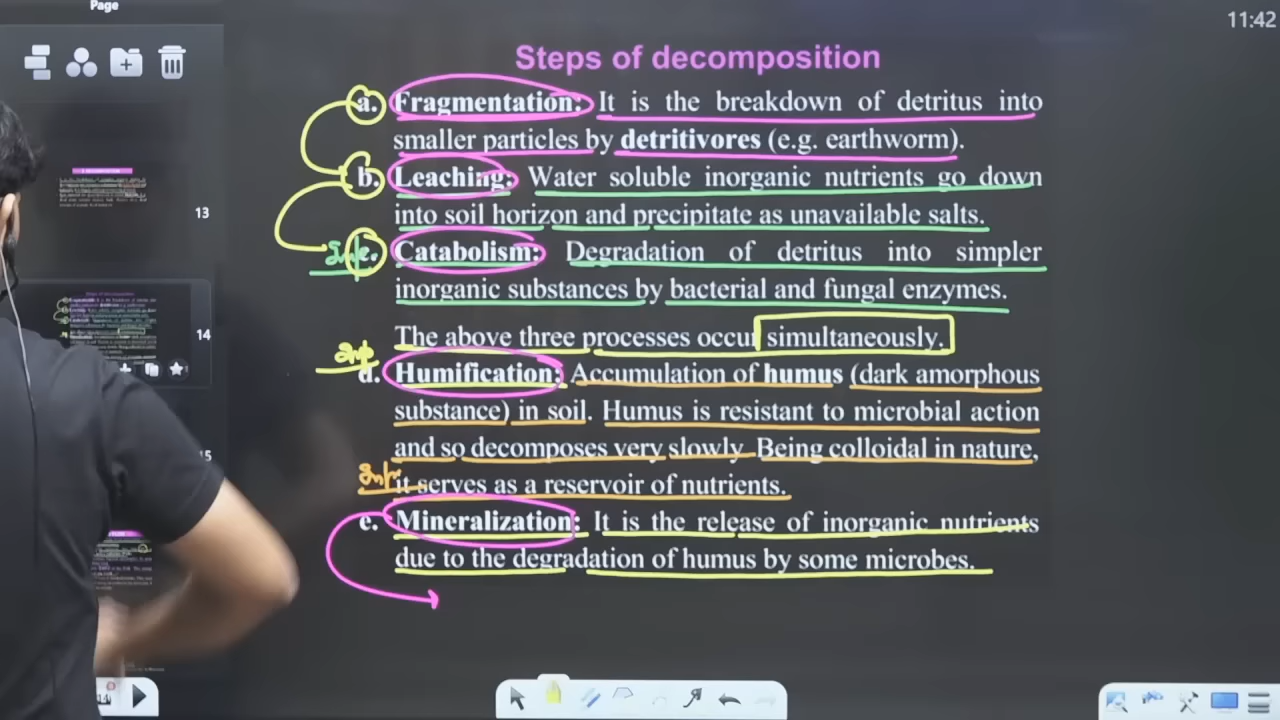 Page
11:42
Steps of decomposition
a. Fragmentation: It is the breakdown of detritus into
smaller particles by detritivores (e.g. earthworm).
b. Leaching: Water soluble inorganic nutrients go down
into soil horizon and precipitate as unavailable salts.
c. Catabolism: Degradation of detritus into simpler
inorganic substances by bacterial and fungal enzymes.
The above three processes occur simultaneously.
d. Humification: Accumulation of humus (dark amorphous
substance) in soil. Humus is resistant to microbial action
and so decomposes very slowly. Being colloidal in nature,
it serves as a reservoir of nutrients.
e. Mineralization: It is the release of inorganic nutrients
due to the degradation of humus by some microbes.
13
14
15